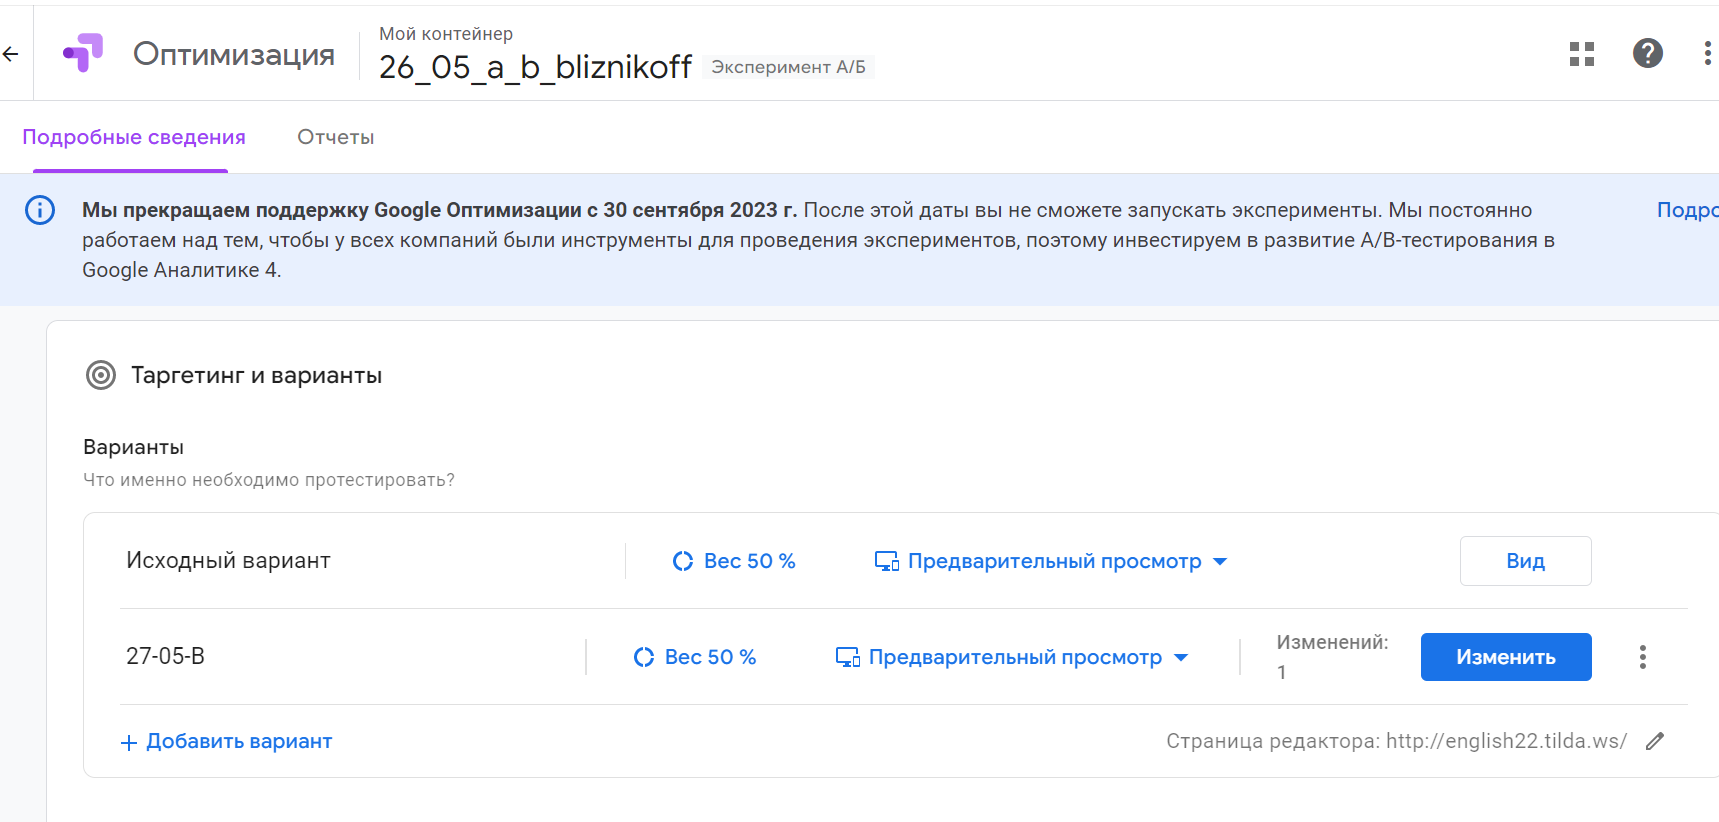 Оптимизация
Мой контейнер
26_05_a_b_bliznikoff Эксперимент А/Б
Подробные сведения Отчеты
Мы прекращаем поддержку Google Оптимизации с 30 сентября 2023 г. После этой даты вы не сможете запускать эксперименты. Мы постоянно
работаем над тем, чтобы у всех компаний были инструменты для проведения экспериментов, поэтому инвестируем в развитие A/B-тестирования в
Google Аналитике 4.
Таргетинг и варианты
Варианты
Что именно необходимо протестировать?
Исходный вариант Вес 50 % Предварительный просмотр Вид
27-05-B Вес 50 % Предварительный просмотр Изменений: Изменить
1
+ Добавить вариант Страница редактора: http://english22.tilda.ws/